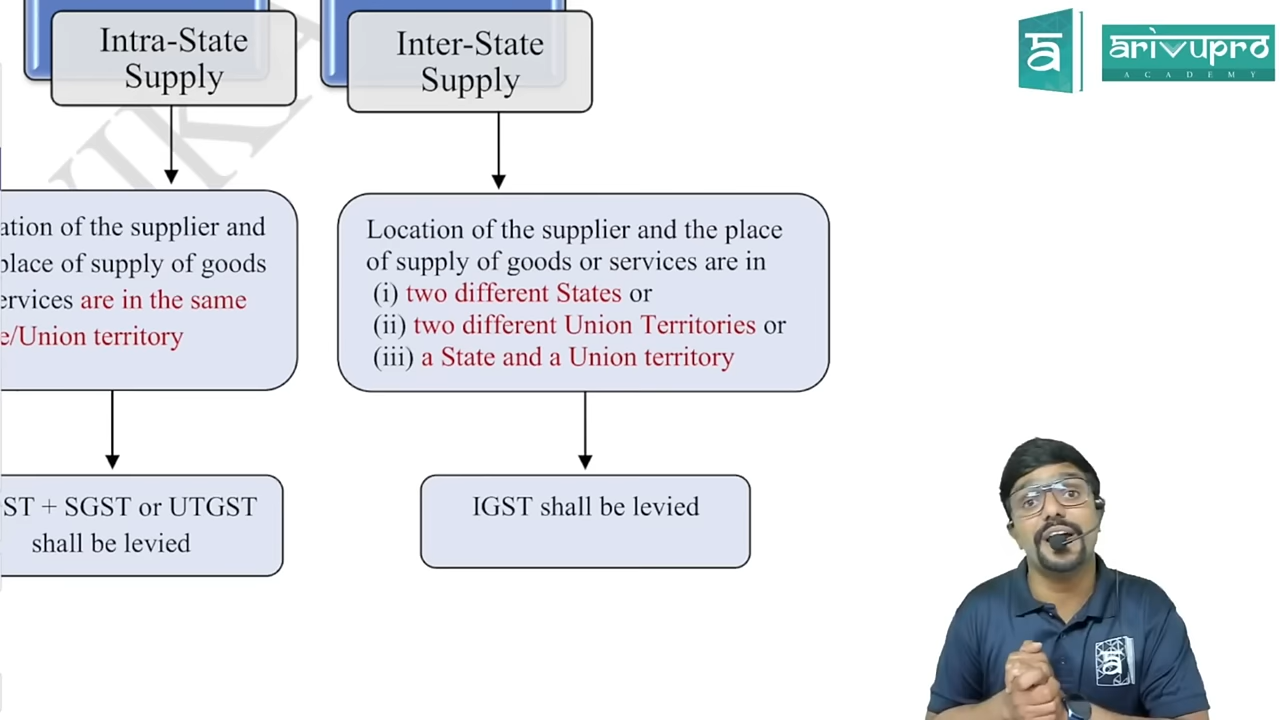 Intra-State
Supply
Inter-State
Supply
ation of the supplier and
place of supply of goods
ervices are in the same
e/Union territory
Location of the supplier and the place
of supply of goods or services are in
(i) two different States or
(ii) two different Union Territories or
(iii) a State and a Union territory
ST + SGST or UTGST
shall be levied
IGST shall be levied
arivupro
ACADEMY